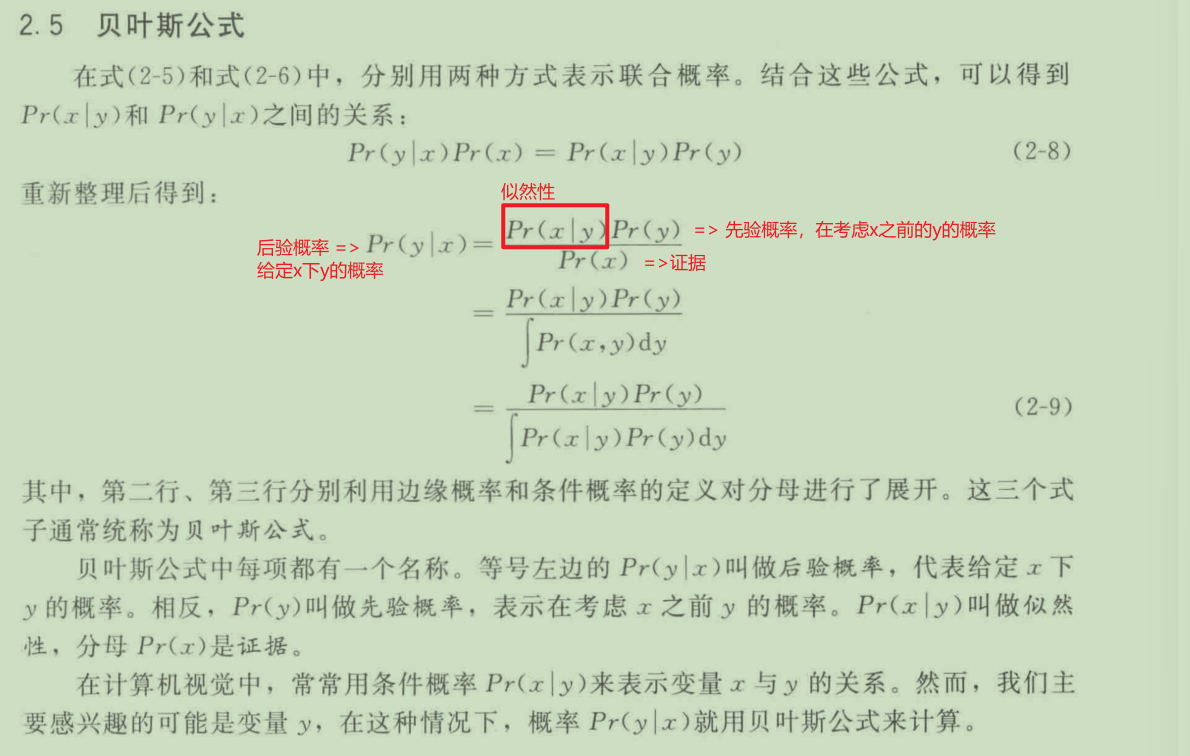 2.5 贝叶斯公式
在式(2-5)和式(2-6)中，分别用两种方式表示联合概率。结合这些公式，可以得到
Pr(x|y)和 Pr(y|x)之间的关系：
Pr(y|x)Pr(x) = Pr(x|y)Pr(y) (2-8)
重新整理后得到：
似然性
后验概率 => Pr(y|x)= Pr(x|y)Pr(y) => 先验概率，在考虑x之前的y的概率
给定x下y的概率
Pr(x) =>证据
= Pr(x|y)Pr(y)
∫Pr(x,y)dy
= Pr(x|y)Pr(y) (2-9)
∫Pr(x|y)Pr(y)dy
其中，第二行、第三行分别利用边缘概率和条件概率的定义对分母进行了展开。这三个式
子通常统称为贝叶斯公式。
贝叶斯公式中每项都有一个名称。等号左边的 Pr(y|x)叫做后验概率，代表给定 x 下
y 的概率。相反，Pr(y)叫做先验概率，表示在考虑 x 之前 y 的概率。Pr(x|y)叫做似然
性，分母 Pr(x)是证据。
在计算机视觉中，常常用条件概率 Pr(x|y)来表示变量 x 与 y 的关系。然而，我们主
要感兴趣的可能是变量 y，在这种情况下，概率 Pr(y|x)就用贝叶斯公式来计算。